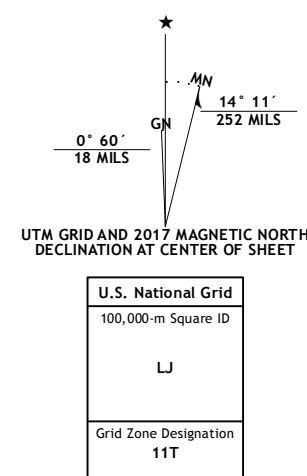 ★
MN
GN
14° 11´
252 MILS
0° 60´
18 MILS
UTM GRID AND 2017 MAGNETIC NORTH
DECLINATION AT CENTER OF SHEET
U.S. National Grid
100,000-m Square ID
LJ
Grid Zone Designation
11T